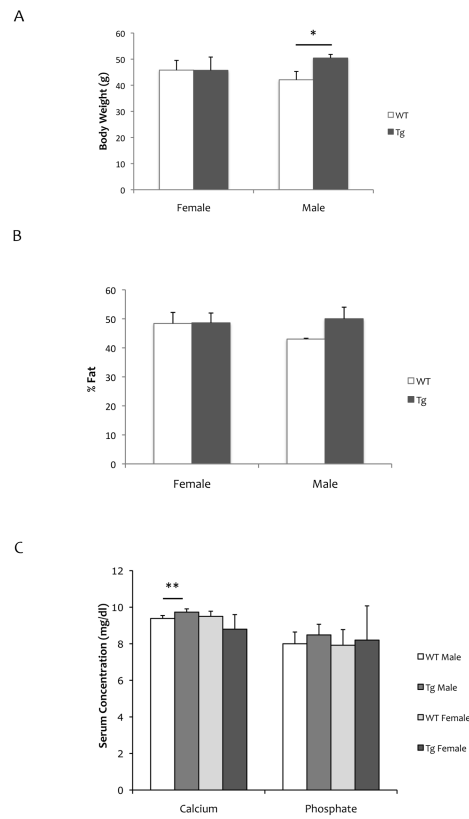 A
Body Weight (g)
60
50
40
30
20
10
0
*
Female
Male
WT
Tg
B
% Fat
60
50
40
30
20
10
0
Female
Male
WT
Tg
C
Serum Concentration (mg/dl)
12
10
8
6
4
2
0
**
Calcium
Phosphate
WT Male
Tg Male
WT Female
Tg Female